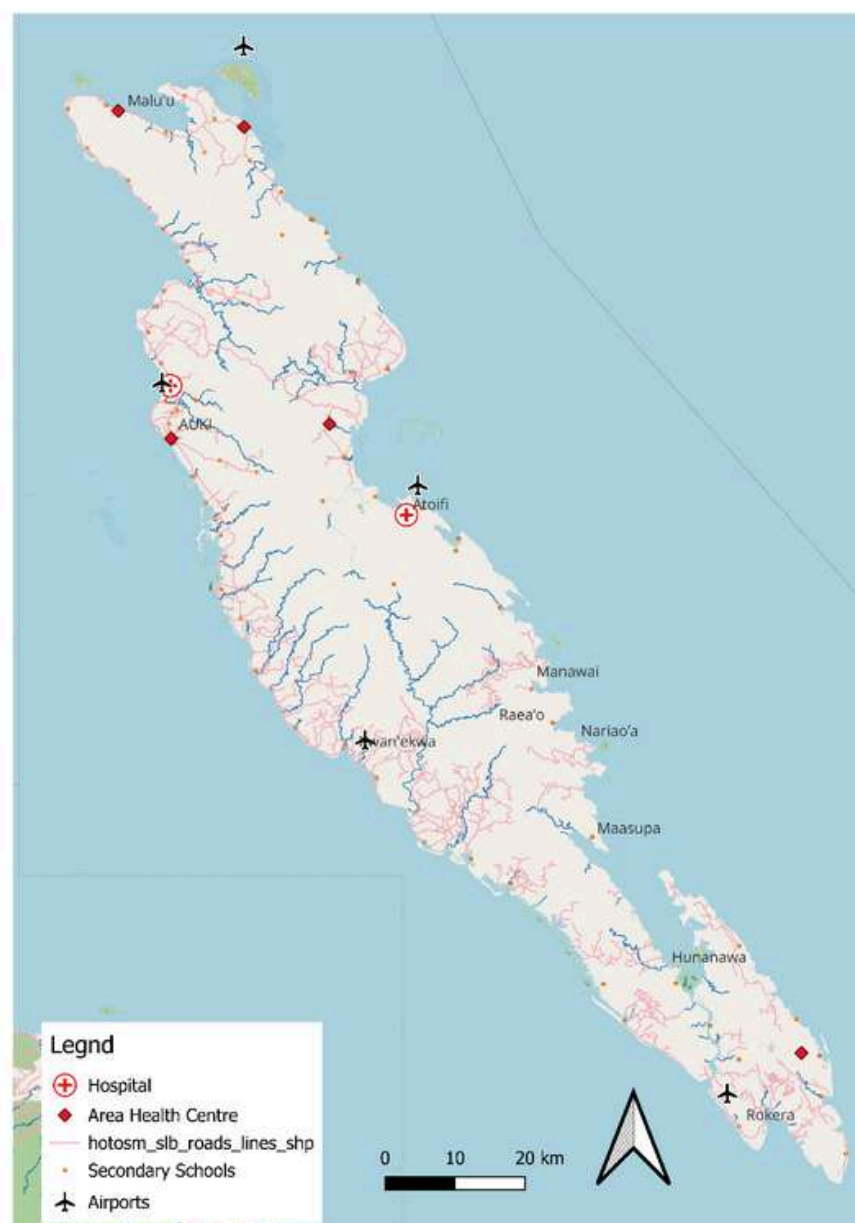 Malu'u
AUKI
Atoifi
Manawai
Raea'o
Nariao'a
Maasupa
Hunanawa
Rokera
Legnd
Hospital
Area Health Centre
hotosm_slb_roads_lines_shp
Secondary Schools
Airports
0 10 20 km